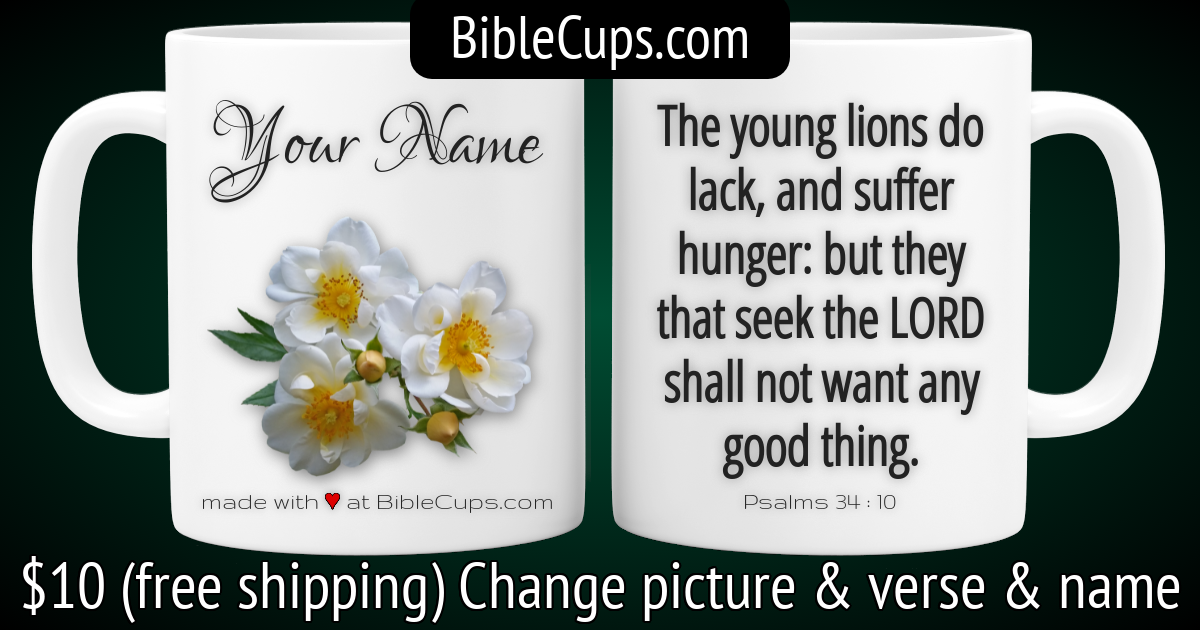 BibleCups.com
Your Name
made with ♥ at BibleCups.com
The young lions do
lack, and suffer
hunger: but they
that seek the LORD
shall not want any
good thing.
Psalms 34 : 10
$10 (free shipping) Change picture & verse & name